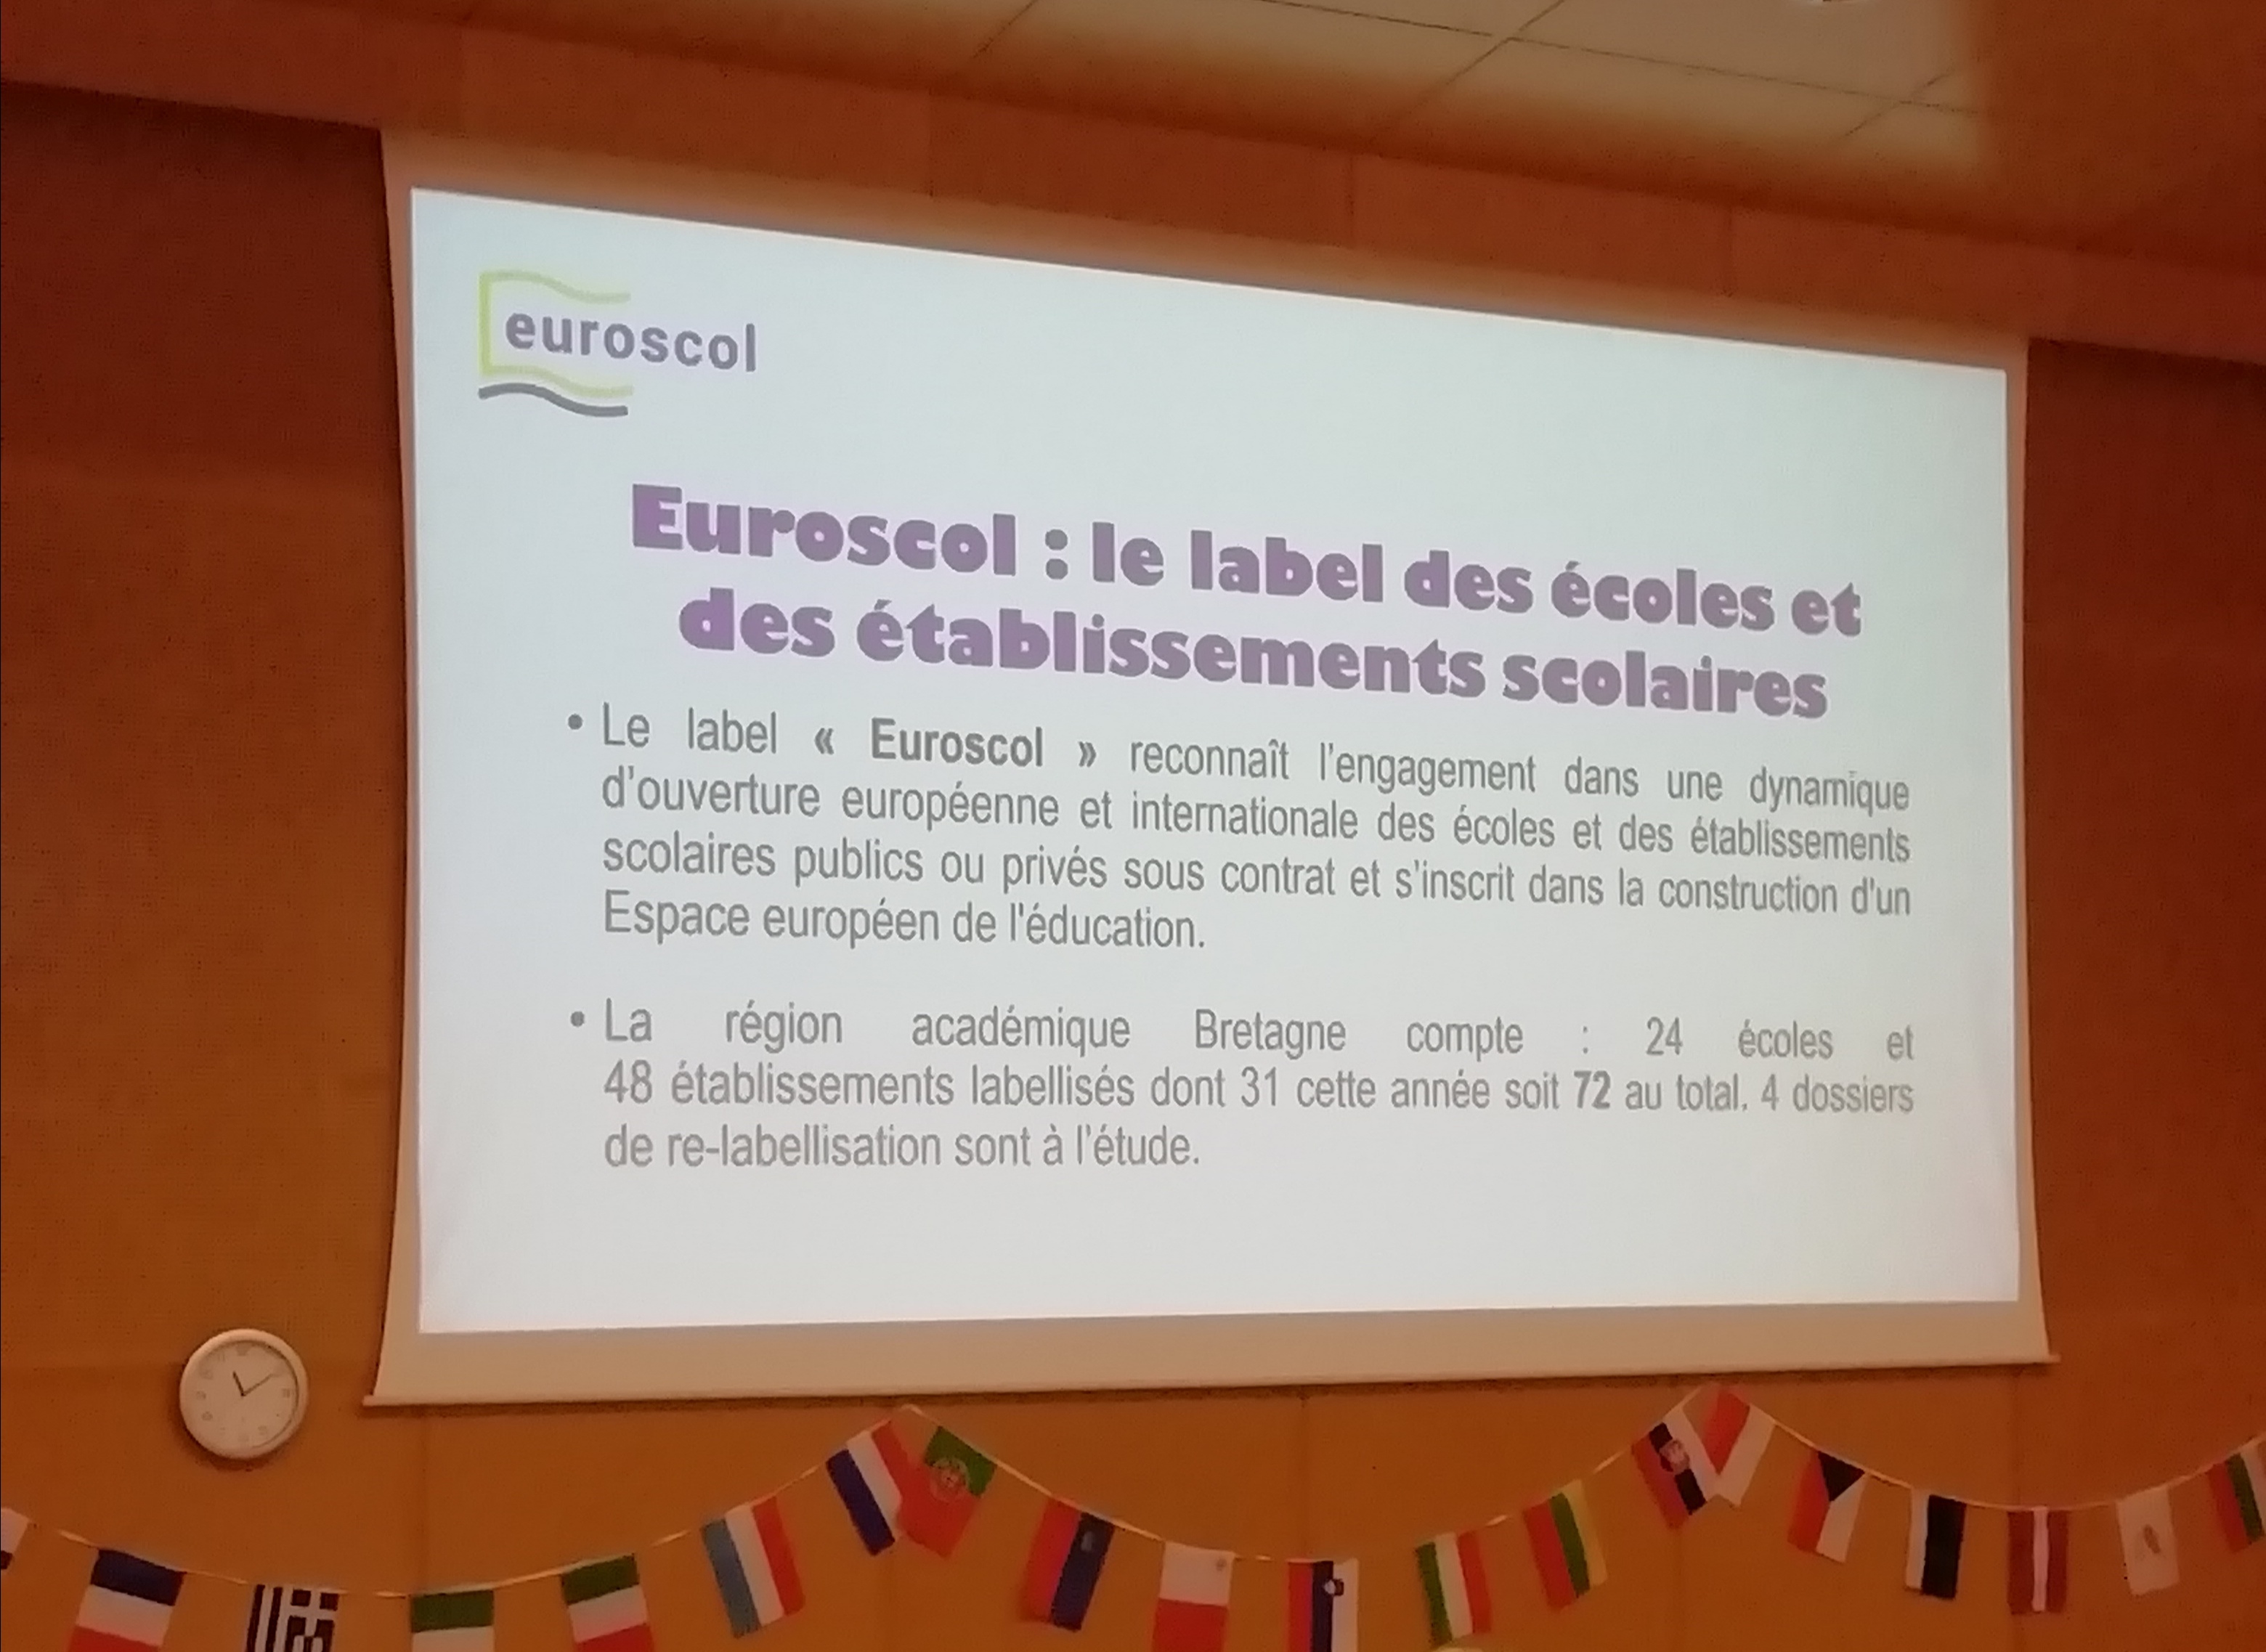 euroscol
Euroscol : le label des écoles et
des établissements scolaires
• Le label « Euroscol » reconnaît l'engagement dans une dynamique
d'ouverture européenne et internationale des écoles et des établissements
scolaires publics ou privés sous contrat et s'inscrit dans la construction d'un
Espace européen de l'éducation.
• La région académique Bretagne compte : 24 écoles et
48 établissements labellisés dont 31 cette année soit 72 au total. 4 dossiers
de re-labellisation sont à l'étude.